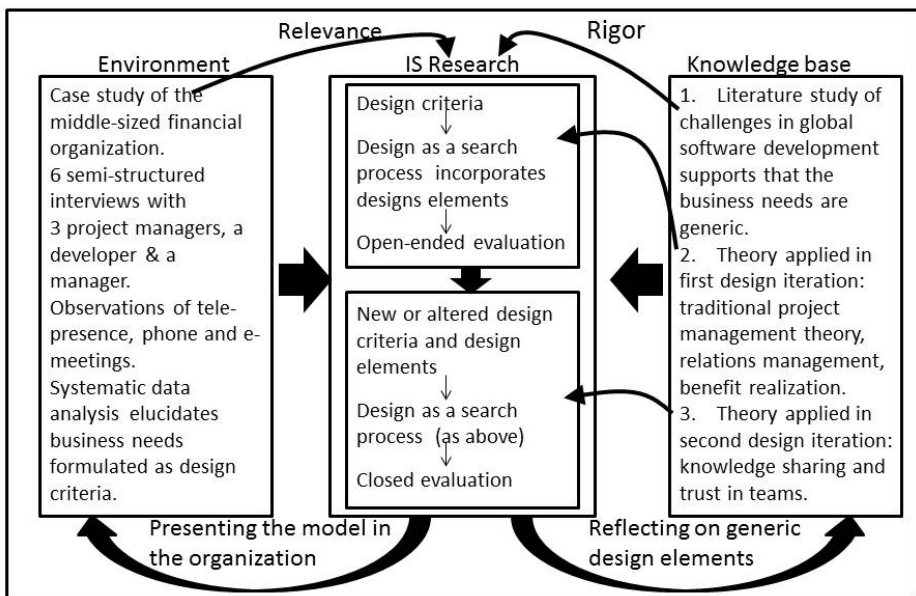 Relevance
Rigor
Environment
Case study of the
middle-sized financial
organization.
6 semi-structured
interviews with
3 project managers, a
developer & a
manager.
Observations of tele-
presence, phone and e-
meetings.
Systematic data
analysis elucidates
business needs
formulated as design
criteria.
IS Research
Design criteria
Design as a search
process incorporates
designs elements
Open-ended evaluation
New or altered design
criteria and design
elements
Design as a search
process (as above)
Closed evaluation
Knowledge base
1. Literature study of
challenges in global
software development
supports that the
business needs are
generic.
2. Theory applied in
first design iteration:
traditional project
management theory,
relations management,
benefit realization.
3. Theory applied in
second design iteration:
knowledge sharing and
trust in teams.
Presenting the model in
the organization
Reflecting on generic
design elements